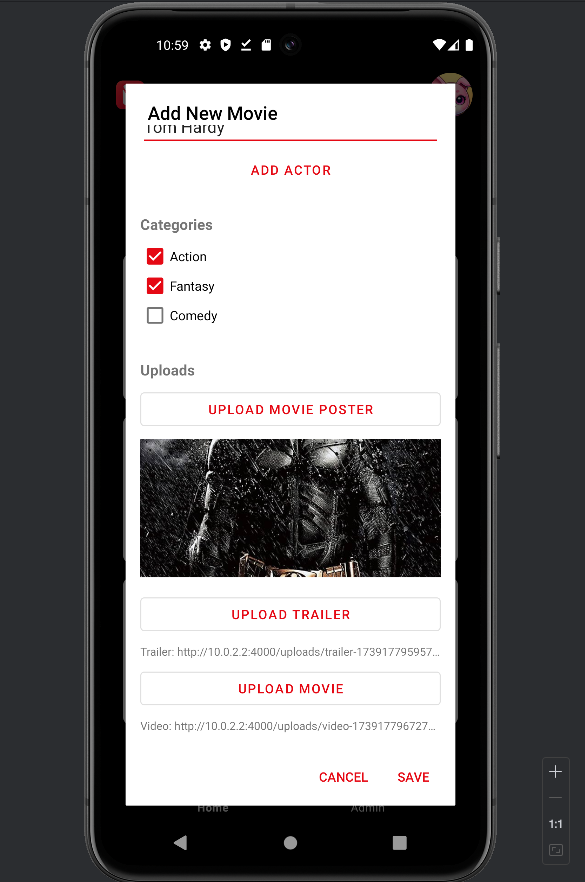 10:59
Add New Movie
Tom Hardy
ADD ACTOR
Categories
Action
Fantasy
Comedy
Uploads
UPLOAD MOVIE POSTER
UPLOAD TRAILER
Trailer: http://10.0.2.2:4000/uploads/trailer-173917795957...
UPLOAD MOVIE
Video: http://10.0.2.2:4000/uploads/video-173917796727...
CANCEL SAVE
Home Admin
1:1